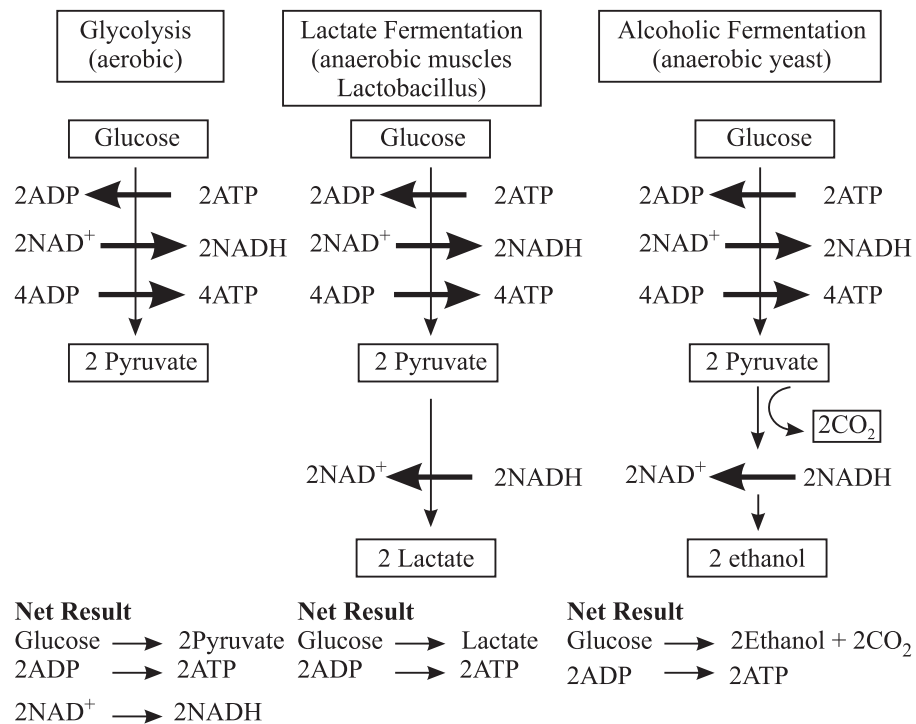 Glycolysis
(aerobic)
Glucose
2ADP 2ATP
2NAD⁺ 2NADH
4ADP 4ATP
2 Pyruvate
Net Result
Glucose 2Pyruvate
2ADP 2ATP
2NAD⁺ 2NADH
Lactate Fermentation
(anaerobic muscles
Lactobacillus)
Glucose
2ADP 2ATP
2NAD⁺ 2NADH
4ADP 4ATP
2 Pyruvate
2NAD⁺ 2NADH
2 Lactate
Net Result
Glucose Lactate
2ADP 2ATP
Alcoholic Fermentation
(anaerobic yeast)
Glucose
2ADP 2ATP
2NAD⁺ 2NADH
4ADP 4ATP
2 Pyruvate
2CO₂
2NAD⁺ 2NADH
2 ethanol
Net Result
Glucose 2Ethanol + 2CO₂
2ADP 2ATP